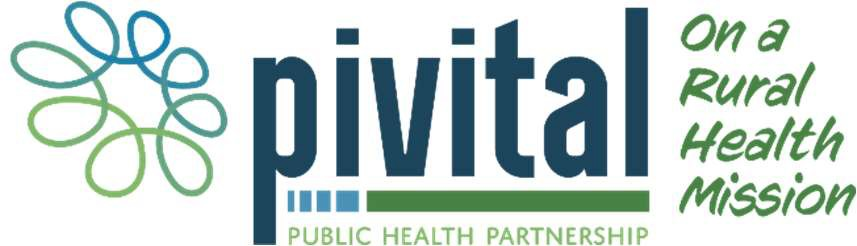 pivital
PUBLIC HEALTH PARTNERSHIP
On a
Rural
Health
Mission